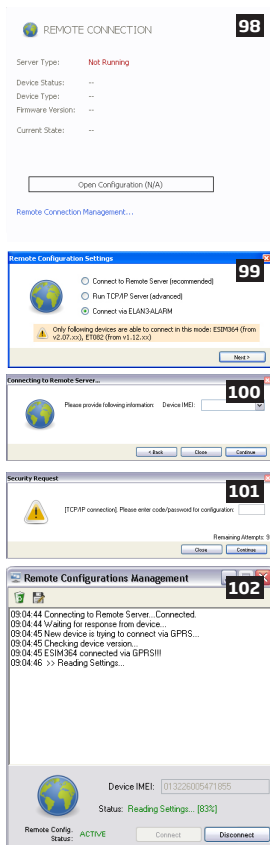 98
REMOTE CONNECTION
Server Type: Not Running
Device Status: --
Device Type: --
Firmware Version: --
Current State: --
Open Configuration (N/A)
Remote Connection Management...
Remote Configuration Settings
99
Connect to Remote Server (recommended)
Run TCP/IP Server (advanced)
Connect via ELAN3-ALARM
Only following devices are able to connect in this mode: ESIM364 (from
v2.07.xx), ET082 (from v1.12.xx)
Next >
Connecting to Remote Server...
100
Please provide following information: Device IMEI:
< Back Close Continue
Security Request
101
[TCP/IP connection]. Please enter code/password for configuration:
Remaining Attempts: 9
Close Continue
Remote Configurations Management
102
09:04:44 Connecting to Remote Server...Connected.
09:04:44 Waiting for response from device...
09:04:45 New device is trying to connect via GPRS...
09:04:45 Checking device version...
09:04:45 ESIM364 connected via GPRS!!!
09:04:46 >> Reading Settings...
Device IMEI: 013226005471855
Status: Reading Settings... [83%]
Remote Config. Status: ACTIVE
Connect Disconnect